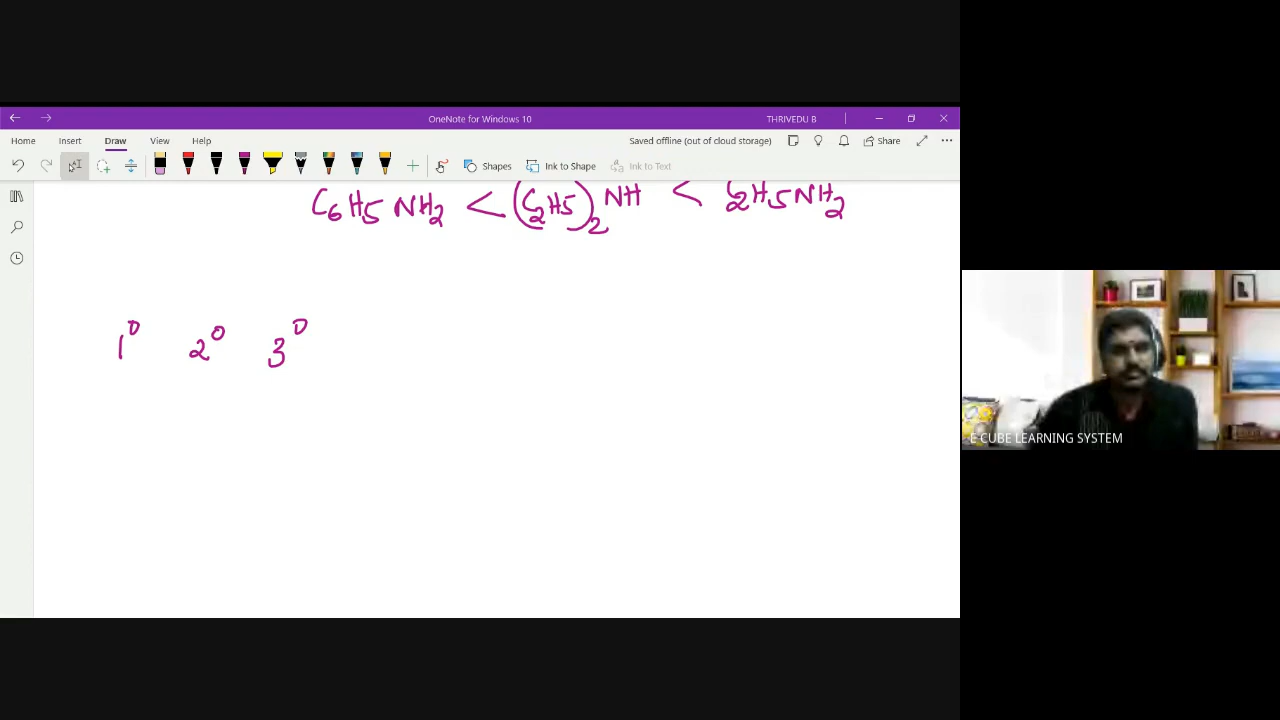 OneNote for Windows 10
THRIVEDU B
Home Insert Draw View Help
Saved offline (out of cloud storage)
Share
Shapes
Ink to Shape
Ink to Text
C6H5NH2 < (C2H5)2NH < C2H5NH2
1° 2° 3°
E CUBE LEARNING SYSTEM